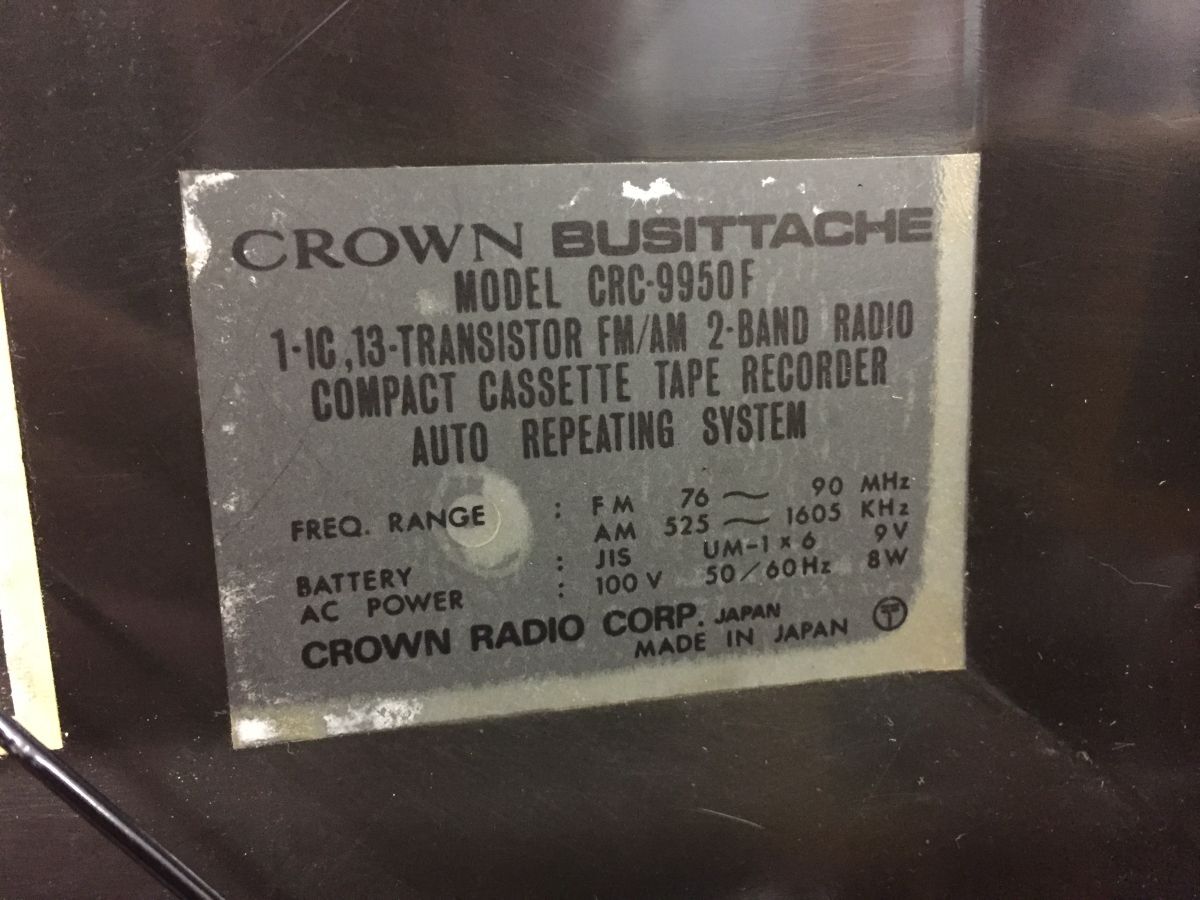 CROWN BUSITTACHE
MODEL CRC-9950F
1-IC,13-TRANSISTOR FM/AM 2-BAND RADIO
COMPACT CASSETTE TAPE RECORDER
AUTO REPEATING SYSTEM
FREQ. RANGE : FM 76 ~ 90 MHz
AM 525 ~ 1605 KHz
BATTERY : JIS UM-1 x 6 9V
AC POWER : 100V 50/60Hz 8W
CROWN RADIO CORP. JAPAN
MADE IN JAPAN T